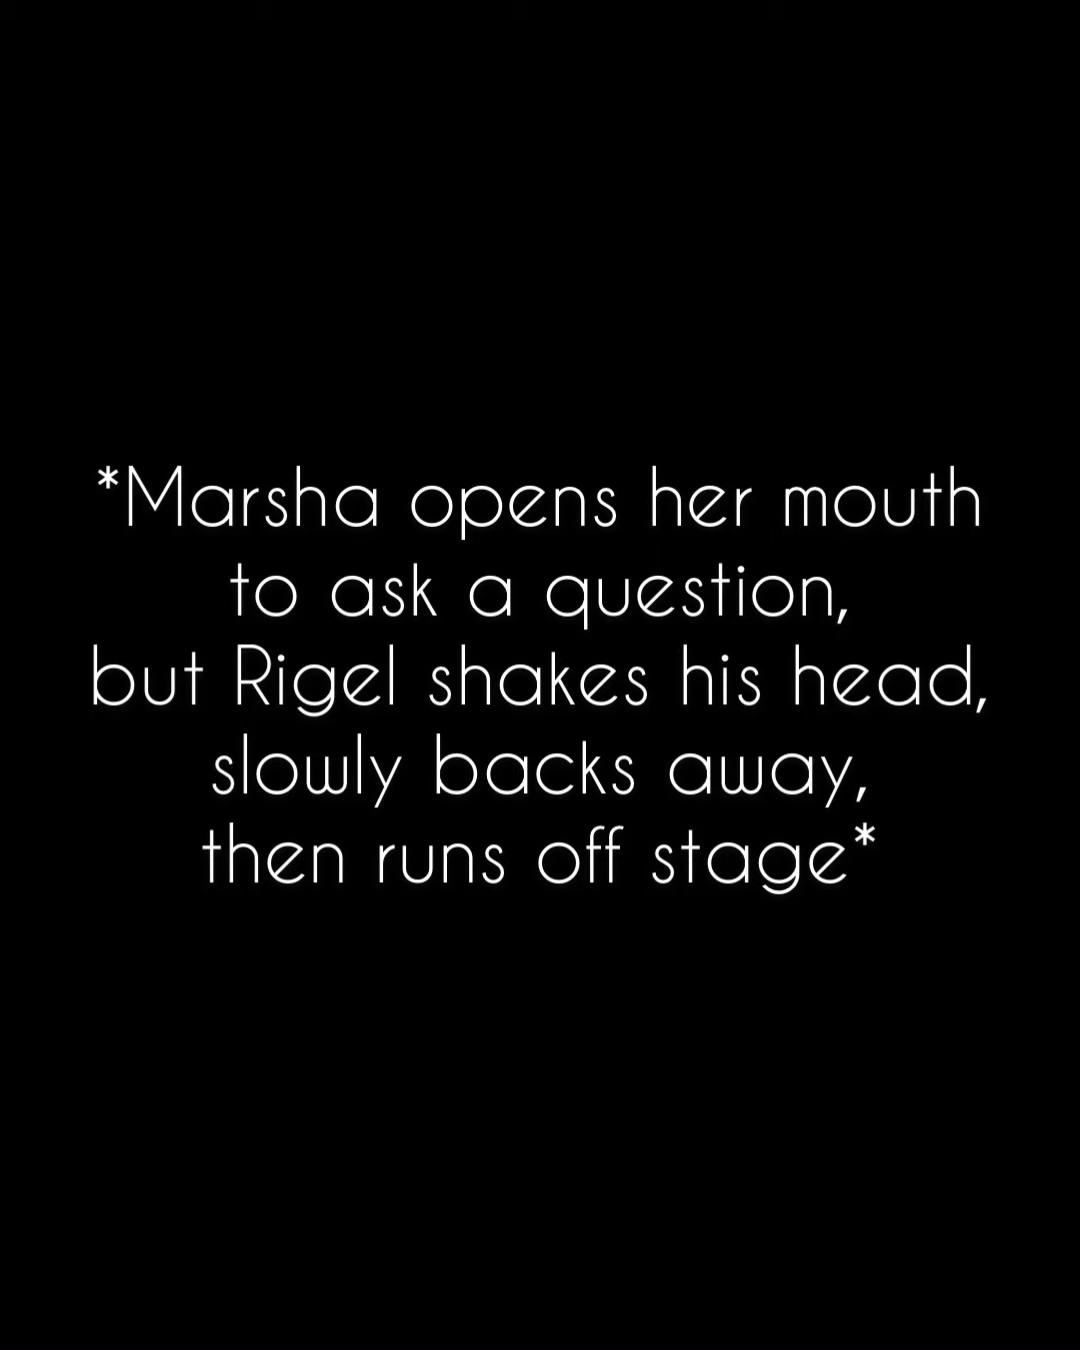 *Marsha opens her mouth
to ask a question,
but Rigel shakes his head,
slowly backs away,
then runs off stage*